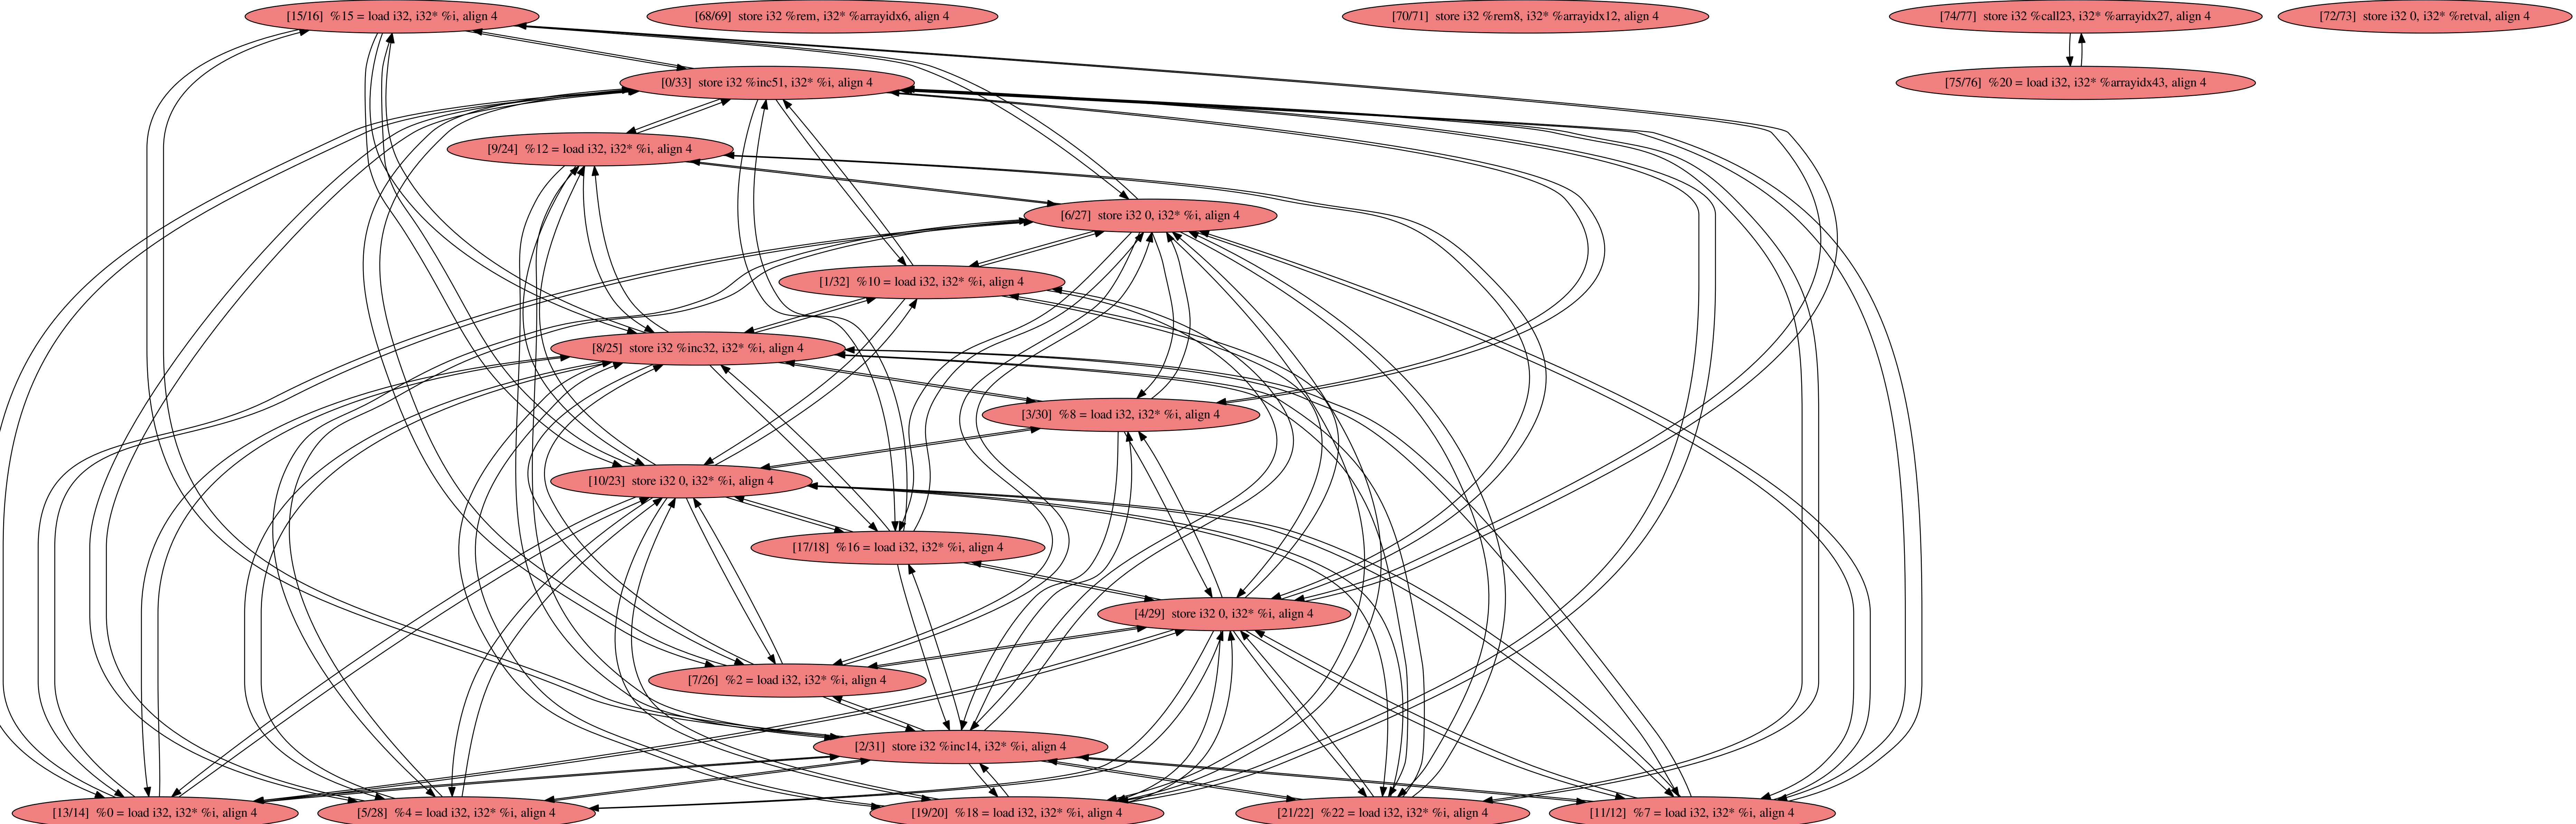 [15/16] %15 = load i32, i32* %i, align 4
[68/69] store i32 %rem, i32* %arrayidx6, align 4
[70/71] store i32 %rem8, i32* %arrayidx12, align 4
[74/77] store i32 %call23, i32* %arrayidx27, align 4
[72/73] store i32 0, i32* %retval, align 4
[0/33] store i32 %inc51, i32* %i, align 4
[75/76] %20 = load i32, i32* %arrayidx43, align 4
[9/24] %12 = load i32, i32* %i, align 4
[6/27] store i32 0, i32* %i, align 4
[1/32] %10 = load i32, i32* %i, align 4
[8/25] store i32 %inc32, i32* %i, align 4
[3/30] %8 = load i32, i32* %i, align 4
[10/23] store i32 0, i32* %i, align 4
[17/18] %16 = load i32, i32* %i, align 4
[4/29] store i32 0, i32* %i, align 4
[7/26] %2 = load i32, i32* %i, align 4
[2/31] store i32 %inc14, i32* %i, align 4
[13/14] %0 = load i32, i32* %i, align 4
[5/28] %4 = load i32, i32* %i, align 4
[19/20] %18 = load i32, i32* %i, align 4
[21/22] %22 = load i32, i32* %i, align 4
[11/12] %7 = load i32, i32* %i, align 4